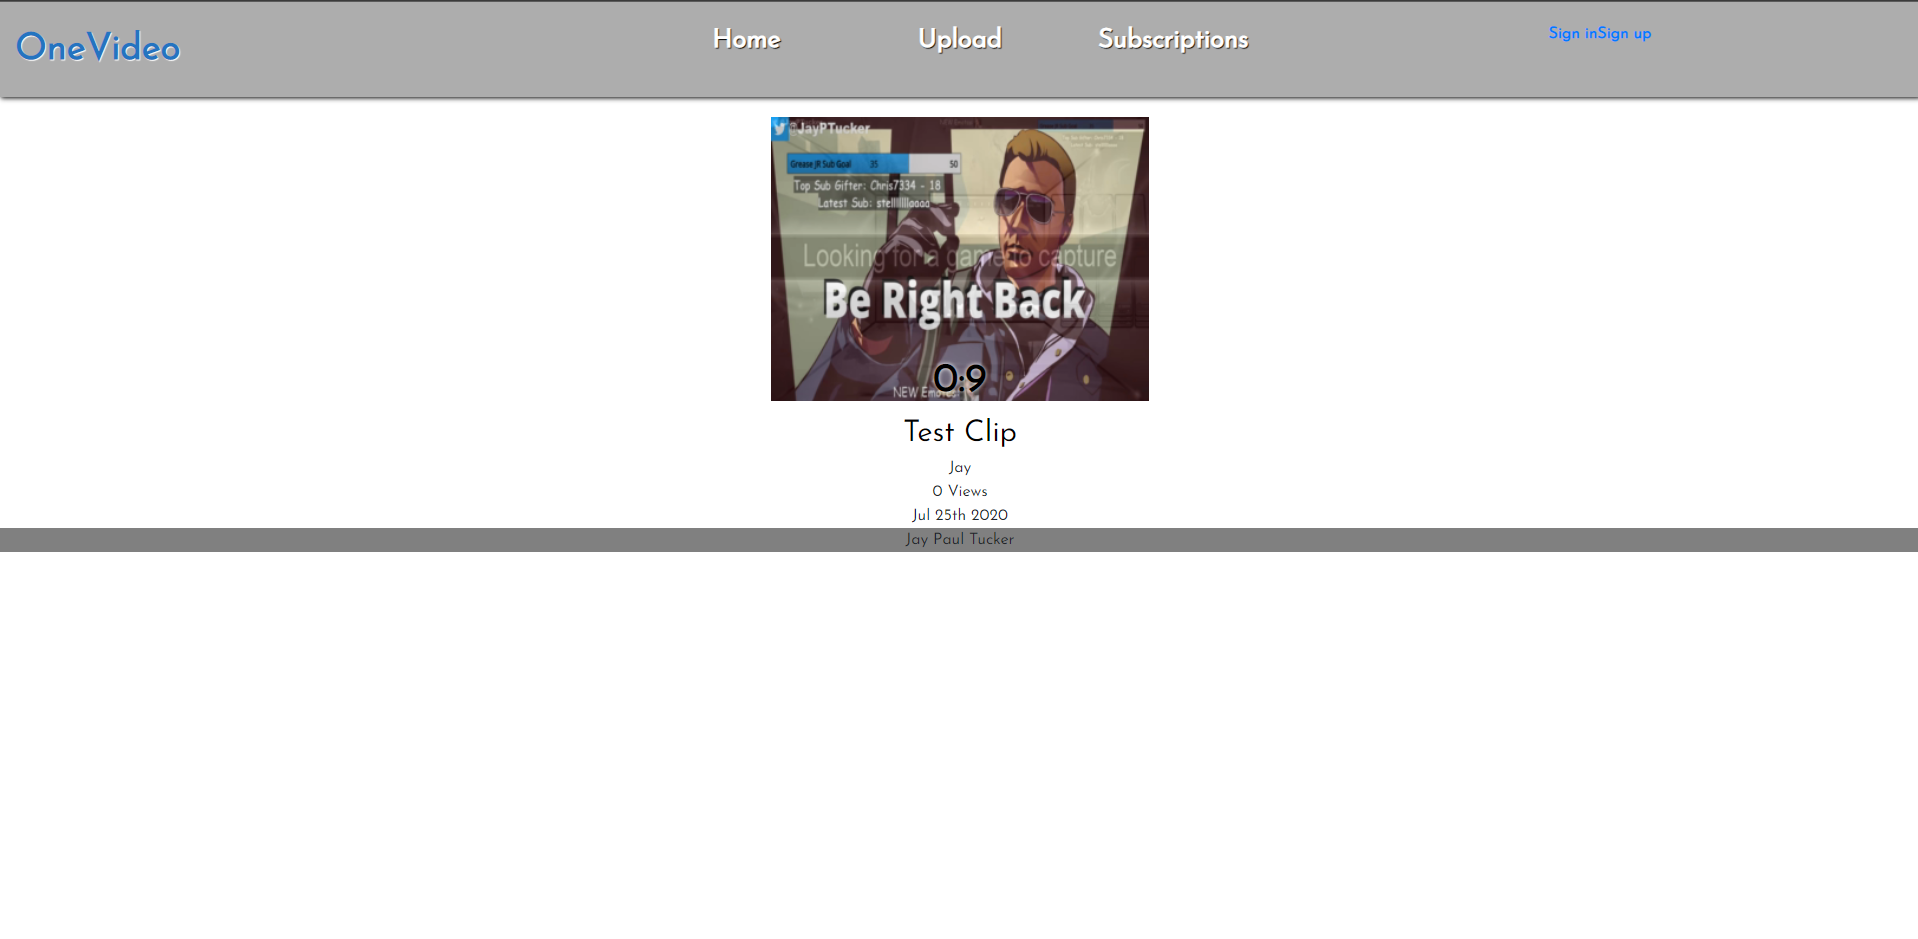 OneVideo
Home Upload Subscriptions
Sign inSign up
@JayPTucker
Grease JR Sub Goal 35 50
Top Sub Gifter: Chris7334 - 18
Latest Sub: stellllllllaaaa
Looking for a game to capture
Be Right Back
0:9
NEW
Test Clip
Jay
0 Views
Jul 25th 2020
Jay Paul Tucker